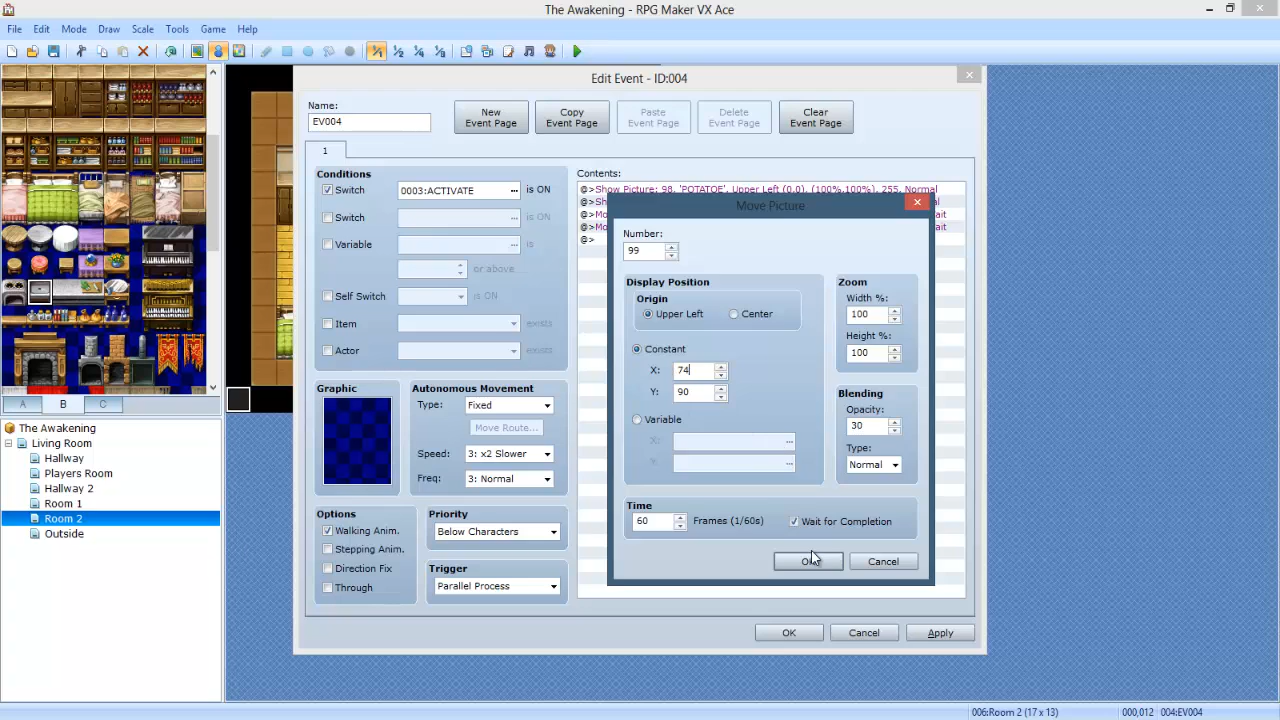 The Awakening - RPG Maker VX Ace
File Edit Mode Draw Scale Tools Game Help
Edit Event - ID:004
Name:
EV004
New Event Page
Copy Event Page
Paste Event Page
Delete Event Page
Clear Event Page
1
Conditions
Switch 0003:ACTIVATE ... is ON
Switch ... is ON
Variable ... is
or above
Self Switch is ON
Item exists
Actor exists
Graphic
Autonomous Movement
Type: Fixed
Move Route...
Speed: 3: x2 Slower
Freq: 3: Normal
Options
Walking Anim.
Stepping Anim.
Direction Fix
Through
Priority
Below Characters
Trigger
Parallel Process
Contents:
@>Show Picture: 98, 'POTATOE', Upper Left (0,0), (100%,100%), 255, Normal
@>Sh al
@>Mo ait
@>Mo ait
@>
Move Picture
Number:
99
Display Position
Origin
Upper Left Center
Constant
X: 74
Y: 90
Variable
X: ...
Y: ...
Zoom
Width %:
100
Height %:
100
Blending
Opacity:
30
Type:
Normal
Time
60 Frames (1/60s) Wait for Completion
OK Cancel
OK Cancel Apply
A B C
The Awakening
Living Room
Hallway
Players Room
Hallway 2
Room 1
Room 2
Outside
006:Room 2 (17 x 13) 000,012 004:EV004